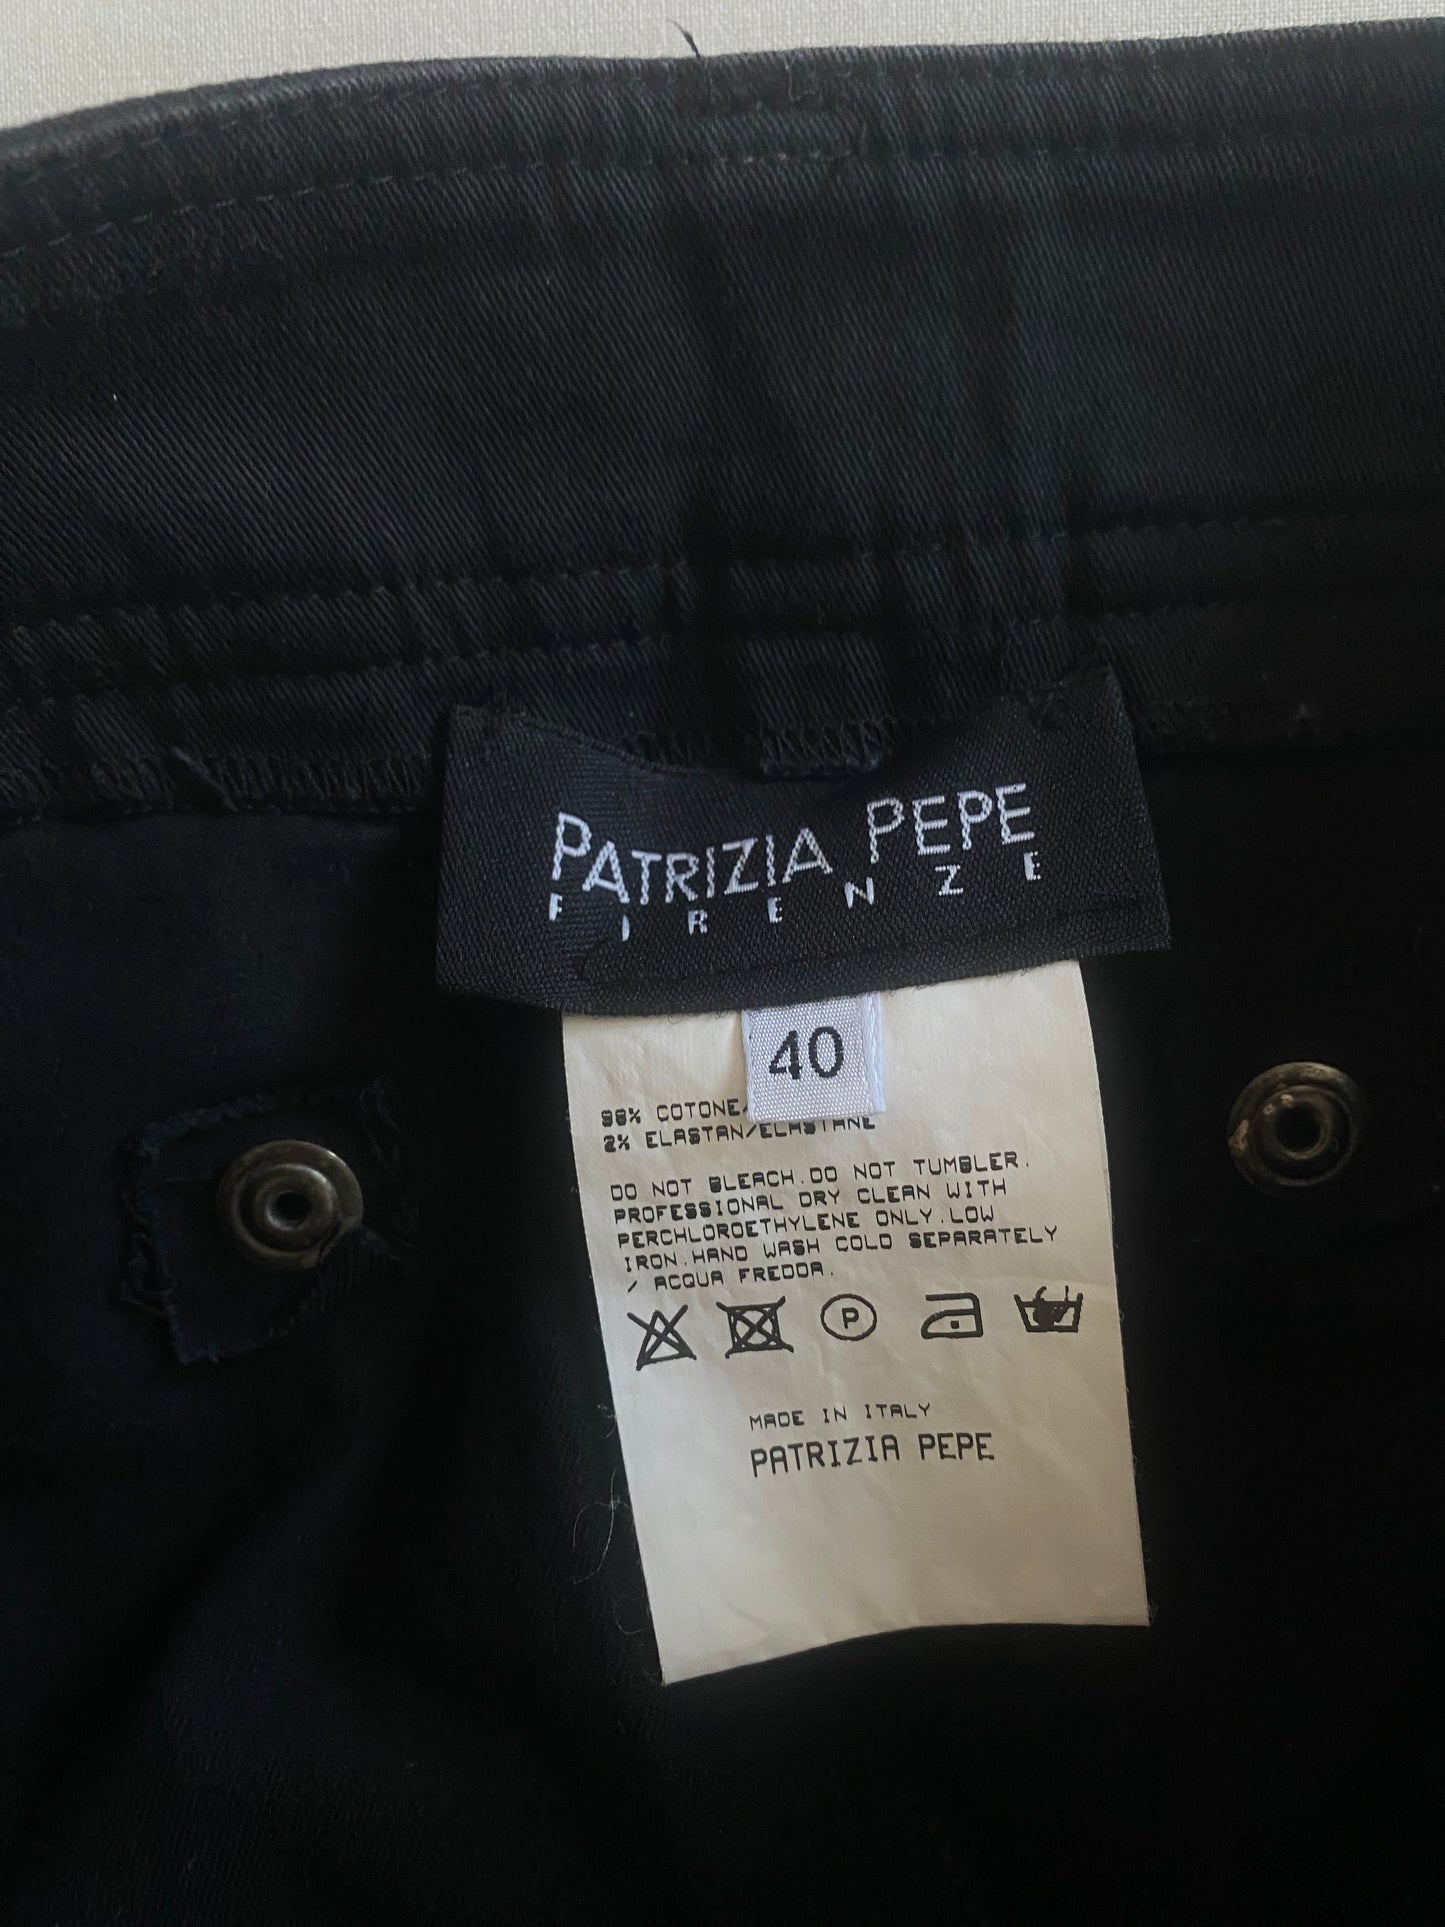 PATRIZIA PEPE
FIRENZE
40
98% COTONE/
2% ELASTAN/ELASTANE
DO NOT BLEACH.DO NOT TUMBLER.
PROFESSIONAL DRY CLEAN WITH
PERCHLOROETHYLENE ONLY.LOW
IRON.HAND WASH COLD SEPARATELY
/ ACQUA FREDDA.
P
MADE IN ITALY
PATRIZIA PEPE